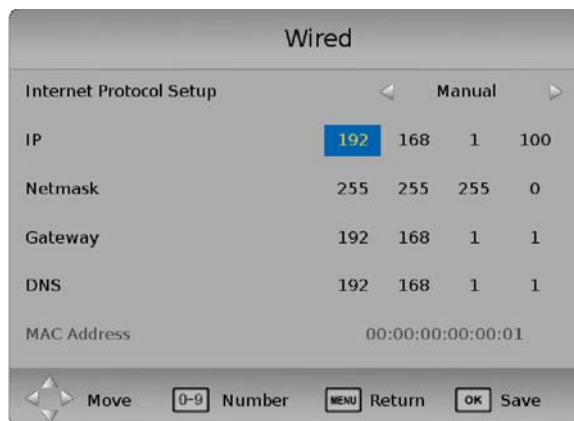 Wired
Internet Protocol Setup Manual
IP 192 168 1 100
Netmask 255 255 255 0
Gateway 192 168 1 1
DNS 192 168 1 1
MAC Address 00:00:00:00:00:01
Move 0-9 Number MENU Return OK Save